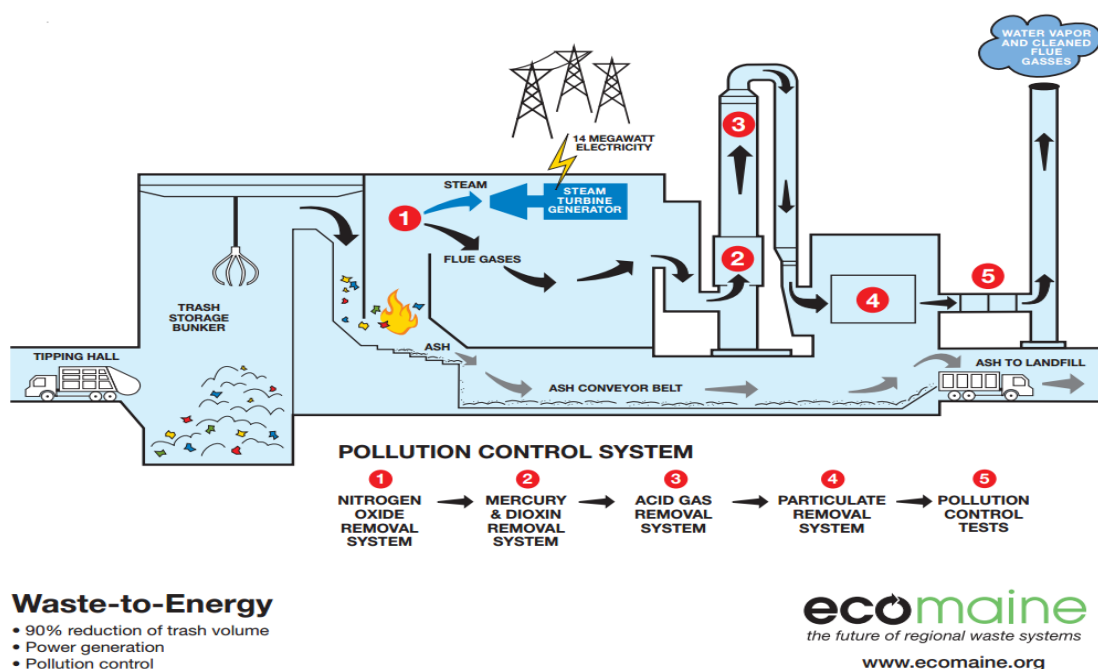 WATER VAPOR
AND CLEANED
FLUE
GASSES
14 MEGAWATT
ELECTRICITY
3
STEAM
STEAM
TURBINE
GENERATOR
1
FLUE GASES
2
5
4
TRASH
STORAGE
BUNKER
TIPPING HALL
ASH
ASH CONVEYOR BELT
ASH TO LANDFILL
POLLUTION CONTROL SYSTEM
1
NITROGEN
OXIDE
REMOVAL
SYSTEM
2
MERCURY
& DIOXIN
REMOVAL
SYSTEM
3
ACID GAS
REMOVAL
SYSTEM
4
PARTICULATE
REMOVAL
SYSTEM
5
POLLUTION
CONTROL
TESTS
Waste-to-Energy
• 90% reduction of trash volume
• Power generation
• Pollution control
ecomaine
the future of regional waste systems
www.ecomaine.org